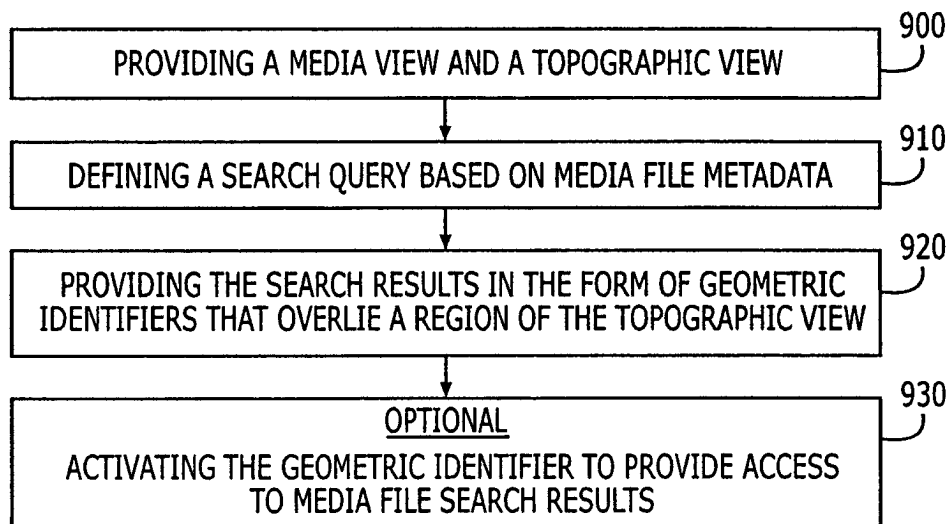 900
PROVIDING A MEDIA VIEW AND A TOPOGRAPHIC VIEW
910
DEFINING A SEARCH QUERY BASED ON MEDIA FILE METADATA
920
PROVIDING THE SEARCH RESULTS IN THE FORM OF GEOMETRIC
IDENTIFIERS THAT OVERLIE A REGION OF THE TOPOGRAPHIC VIEW
930
OPTIONAL
ACTIVATING THE GEOMETRIC IDENTIFIER TO PROVIDE ACCESS
TO MEDIA FILE SEARCH RESULTS